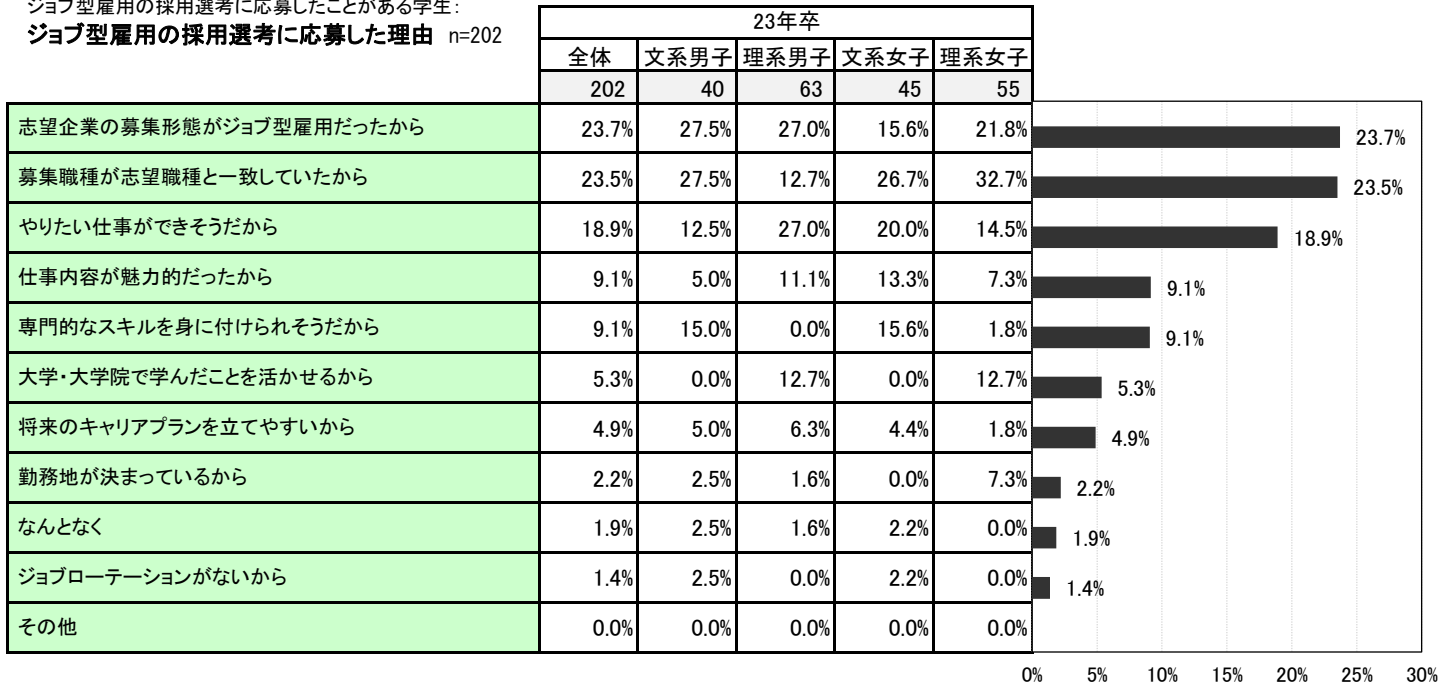 ジョブ型雇用の採用選考に応募したことがある学生：
ジョブ型雇用の採用選考に応募した理由 n=202
23年卒
全体 文系男子 理系男子 文系女子 理系女子
202 40 63 45 55
志望企業の募集形態がジョブ型雇用だったから 23.7% 27.5% 27.0% 15.6% 21.8% 23.7%
募集職種が志望職種と一致していたから 23.5% 27.5% 12.7% 26.7% 32.7% 23.5%
やりたい仕事ができそうだから 18.9% 12.5% 27.0% 20.0% 14.5% 18.9%
仕事内容が魅力的だったから 9.1% 5.0% 11.1% 13.3% 7.3% 9.1%
専門的なスキルを身に付けられそうだから 9.1% 15.0% 0.0% 15.6% 1.8% 9.1%
大学・大学院で学んだことを活かせるから 5.3% 0.0% 12.7% 0.0% 12.7% 5.3%
将来のキャリアプランを立てやすいから 4.9% 5.0% 6.3% 4.4% 1.8% 4.9%
勤務地が決まっているから 2.2% 2.5% 1.6% 0.0% 7.3% 2.2%
なんとなく 1.9% 2.5% 1.6% 2.2% 0.0% 1.9%
ジョブローテーションがないから 1.4% 2.5% 0.0% 2.2% 0.0% 1.4%
その他 0.0% 0.0% 0.0% 0.0% 0.0%
0% 5% 10% 15% 20% 25% 30%